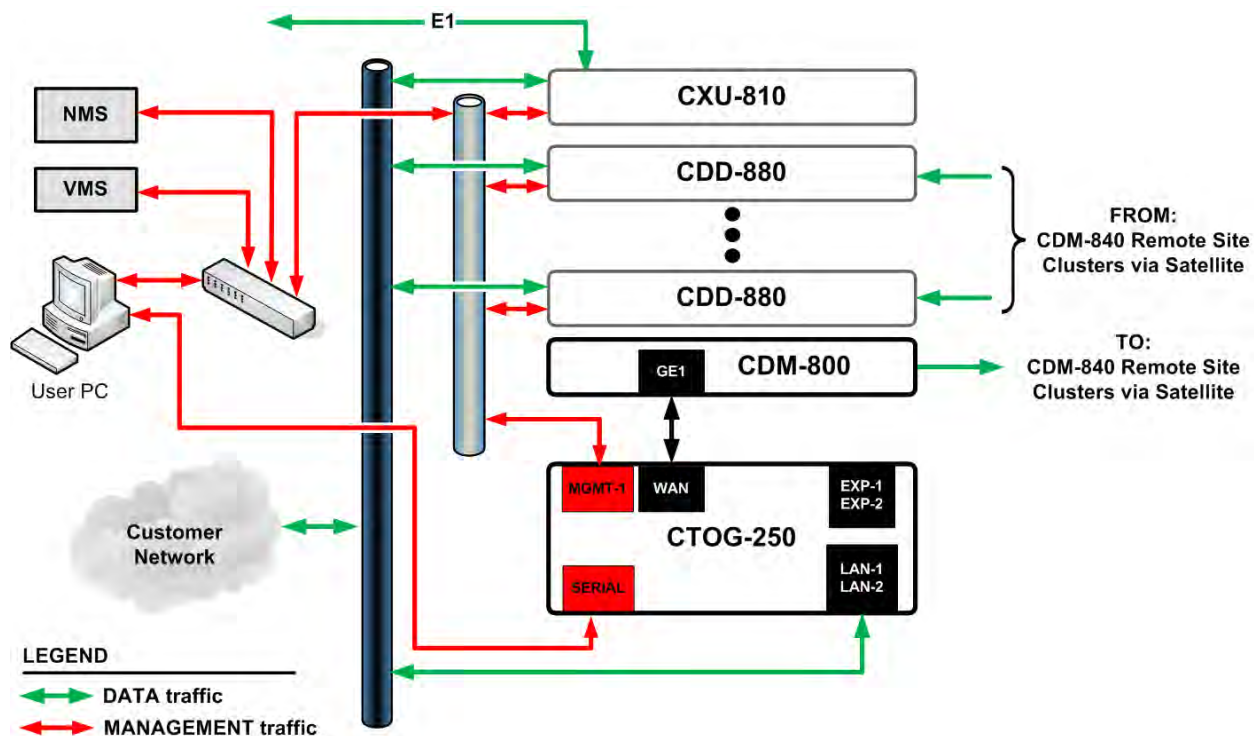 E1
CXU-810
NMS
CDD-880
VMS
FROM:
CDM-840 Remote Site
Clusters via Satellite
CDD-880
User PC
GE1
CDM-800
TO:
CDM-840 Remote Site
Clusters via Satellite
MGMT-1
WAN
EXP-1
EXP-2
CTOG-250
Customer
Network
SERIAL
LAN-1
LAN-2
LEGEND
DATA traffic
MANAGEMENT traffic